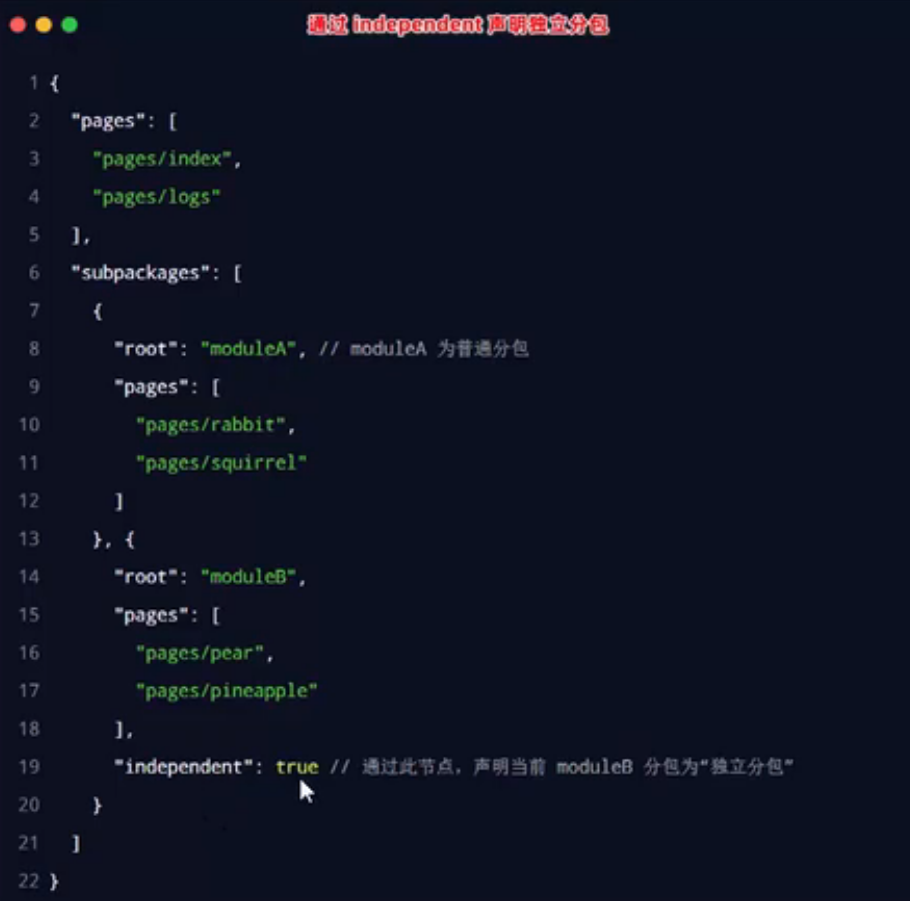 通过 independent 声明独立分包
1 {
2 "pages": [
3 "pages/index",
4 "pages/logs"
5 ],
6 "subpackages": [
7 {
8 "root": "moduleA", // moduleA 为普通分包
9 "pages": [
10 "pages/rabbit",
11 "pages/squirrel"
12 ]
13 }, {
14 "root": "moduleB",
15 "pages": [
16 "pages/pear",
17 "pages/pineapple"
18 ],
19 "independent": true // 通过此节点，声明当前 moduleB 分包为“独立分包”
20 }
21 ]
22 }